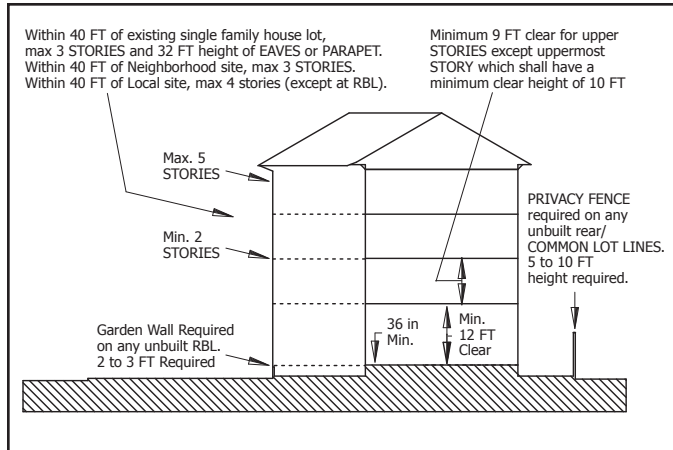 Within 40 FT of existing single family house lot,
max 3 STORIES and 32 FT height of EAVES or PARAPET.
Within 40 FT of Neighborhood site, max 3 STORIES.
Within 40 FT of Local site, max 4 stories (except at RBL).
Minimum 9 FT clear for upper
STORIES except uppermost
STORY which shall have a
minimum clear height of 10 FT
Max. 5
STORIES
Min. 2
STORIES
PRIVACY FENCE
required on any
unbuilt rear/
COMMON LOT LINES.
5 to 10 FT
height required.
Garden Wall Required
on any unbuilt RBL.
2 to 3 FT Required
36 in
Min.
Min.
12 FT
Clear